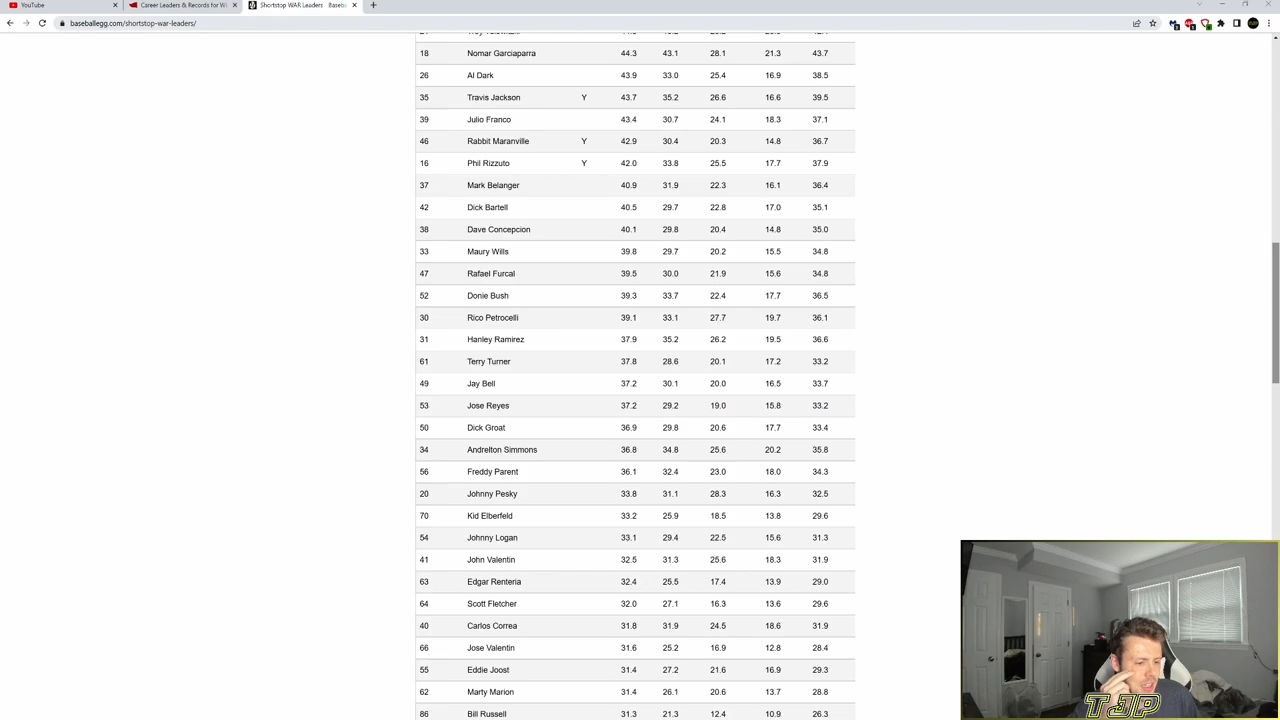 YouTube
Career Leaders & Records for W
Shortstop WAR Leaders - Baseb
baseballegg.com/shortstop-war-leaders/
18 Nomar Garciaparra 44.3 43.1 28.1 21.3 43.7
26 Al Dark 43.9 33.0 25.4 16.9 38.5
35 Travis Jackson Y 43.7 35.2 26.6 16.6 39.5
39 Julio Franco 43.4 30.7 24.1 18.3 37.1
46 Rabbit Maranville Y 42.9 30.4 20.3 14.8 36.7
16 Phil Rizzuto Y 42.0 33.8 25.5 17.7 37.9
37 Mark Belanger 40.9 31.9 22.3 16.1 36.4
42 Dick Bartell 40.5 29.7 22.8 17.0 35.1
38 Dave Concepcion 40.1 29.8 20.4 14.8 35.0
33 Maury Wills 39.8 29.7 20.2 15.5 34.8
47 Rafael Furcal 39.5 30.0 21.9 15.6 34.8
52 Donie Bush 39.3 33.7 22.4 17.7 36.5
30 Rico Petrocelli 39.1 33.1 27.7 19.7 36.1
31 Hanley Ramirez 37.9 35.2 26.2 19.5 36.6
61 Terry Turner 37.8 28.6 20.1 17.2 33.2
49 Jay Bell 37.2 30.1 20.0 16.5 33.7
53 Jose Reyes 37.2 29.2 19.0 15.8 33.2
50 Dick Groat 36.9 29.8 20.6 17.7 33.4
34 Andrelton Simmons 36.8 34.8 25.6 20.2 35.8
56 Freddy Parent 36.1 32.4 23.0 18.0 34.3
20 Johnny Pesky 33.8 31.1 28.3 16.3 32.5
70 Kid Elberfeld 33.2 25.9 18.5 13.8 29.6
54 Johnny Logan 33.1 29.4 22.5 15.6 31.3
41 John Valentin 32.5 31.3 25.6 18.3 31.9
63 Edgar Renteria 32.4 25.5 17.4 13.9 29.0
64 Scott Fletcher 32.0 27.1 16.3 13.6 29.6
40 Carlos Correa 31.8 31.9 24.5 18.6 31.9
66 Jose Valentin 31.6 25.2 16.9 12.8 28.4
55 Eddie Joost 31.4 27.2 21.6 16.9 29.3
62 Marty Marion 31.4 26.1 20.6 13.7 28.8
86 Bill Russell 31.3 21.3 12.4 10.9 26.3
TJP